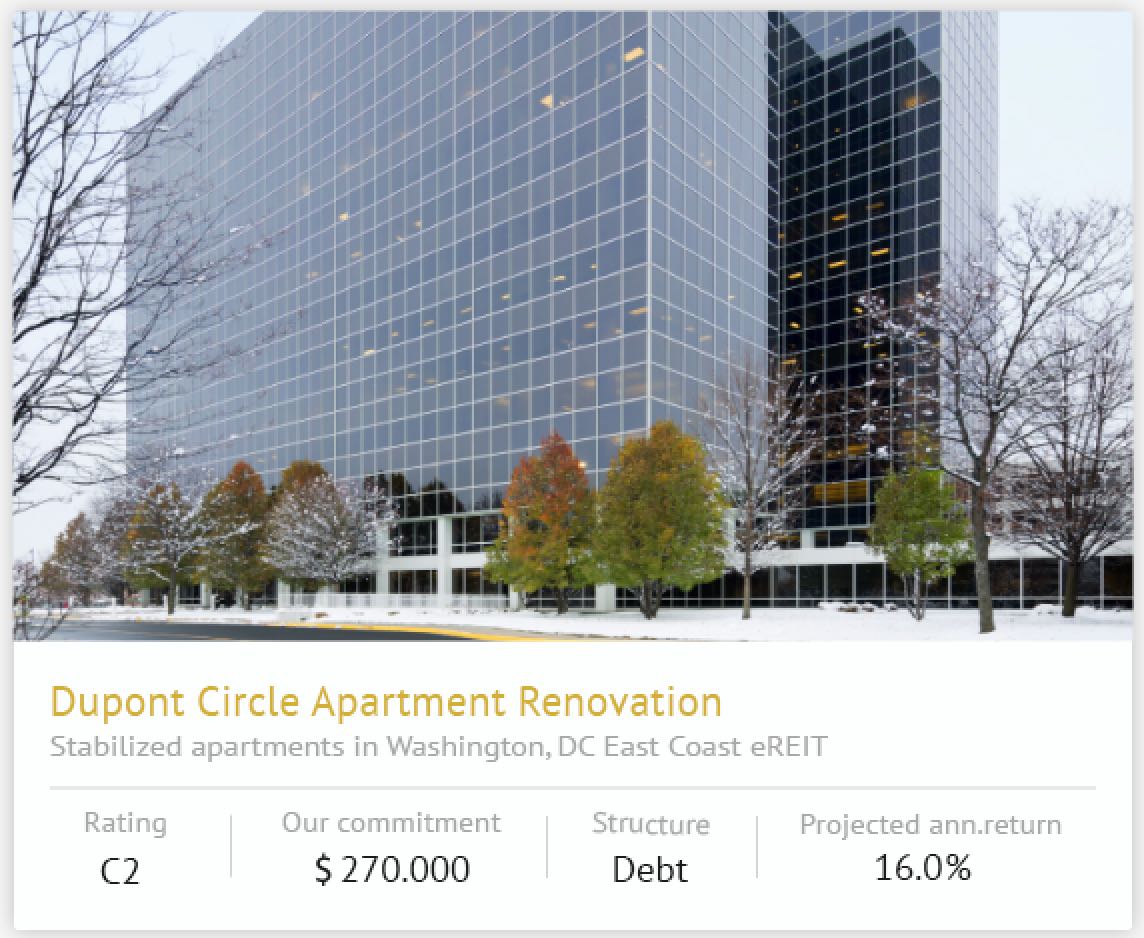 Dupont Circle Apartment Renovation
Stabilized apartments in Washington, DC East Coast eREIT
Rating
Our commitment
Structure
Projected ann.return
C2
$ 270.000
Debt
16.0%